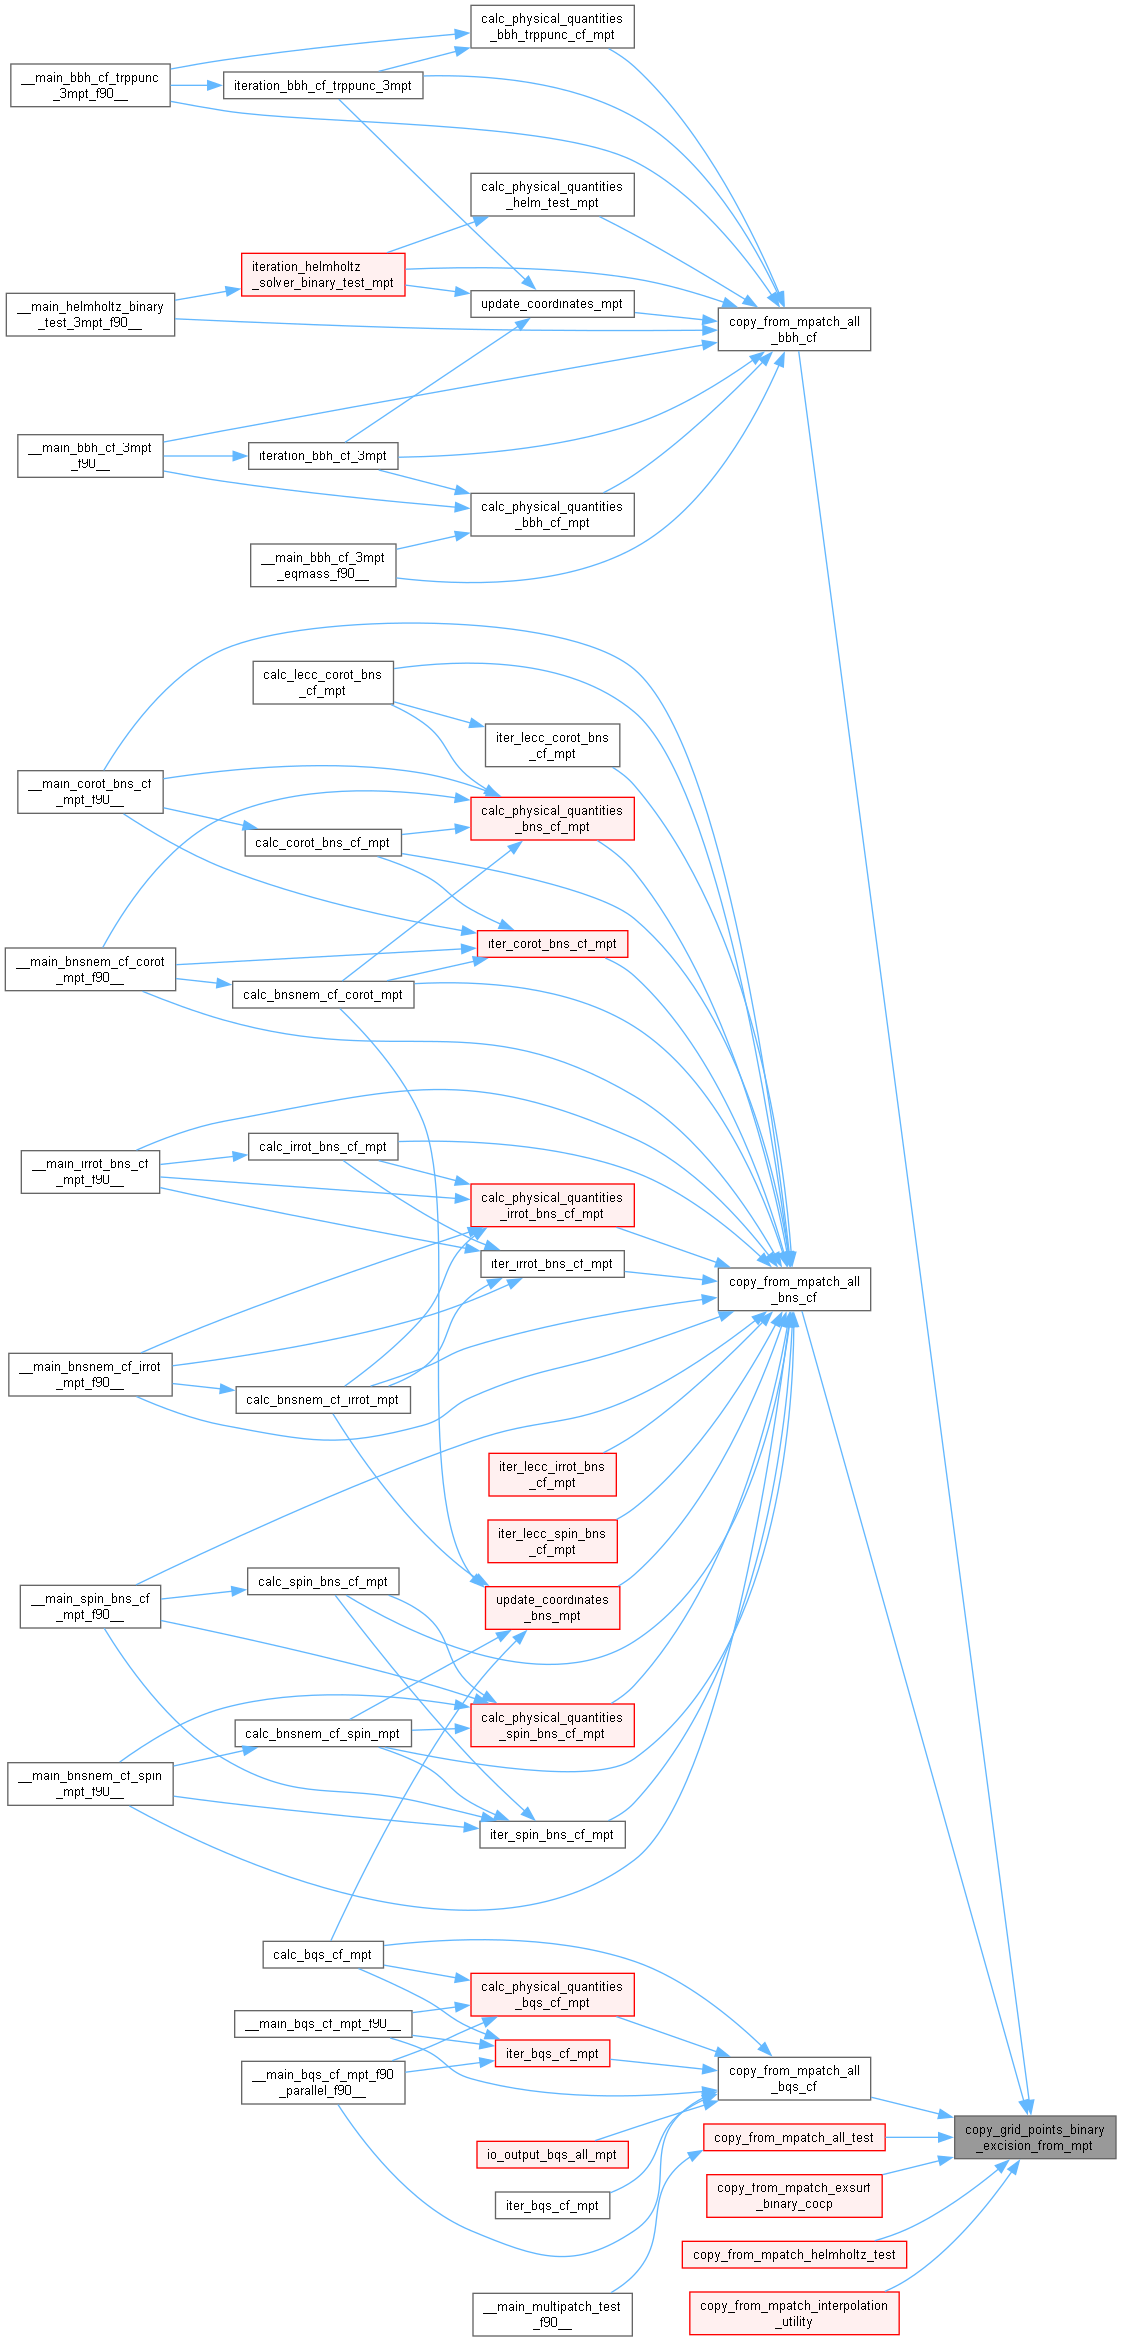 calc_physical_quantities
_bbh_trppunc_cf_mpt
__main_bbh_cf_trppunc
_3mpt_f90__
iteration_bbh_cf_trppunc_3mpt
calc_physical_quantities
_helm_test_mpt
iteration_helmholtz
_solver_binary_test_mpt
__main_helmholtz_binary
_test_3mpt_f90__
update_coordinates_mpt
copy_from_mpatch_all
_bbh_cf
__main_bbh_cf_3mpt
_f90__
iteration_bbh_cf_3mpt
calc_physical_quantities
_bbh_cf_mpt
__main_bbh_cf_3mpt
_eqmass_f90__
calc_lecc_corot_bns
_cf_mpt
iter_lecc_corot_bns
_cf_mpt
__main_corot_bns_cf
_mpt_f90__
calc_physical_quantities
_bns_cf_mpt
calc_corot_bns_cf_mpt
iter_corot_bns_cf_mpt
__main_bnsnem_cf_corot
_mpt_f90__
calc_bnsnem_cf_corot_mpt
calc_irrot_bns_cf_mpt
__main_irrot_bns_cf
_mpt_f90__
calc_physical_quantities
_irrot_bns_cf_mpt
iter_irrot_bns_cf_mpt
copy_from_mpatch_all
_bns_cf
__main_bnsnem_cf_irrot
_mpt_f90__
calc_bnsnem_cf_irrot_mpt
iter_lecc_irrot_bns
_cf_mpt
iter_lecc_spin_bns
_cf_mpt
calc_spin_bns_cf_mpt
__main_spin_bns_cf
_mpt_f90__
update_coordinates
_bns_mpt
calc_physical_quantities
_spin_bns_cf_mpt
calc_bnsnem_cf_spin_mpt
__main_bnsnem_cf_spin
_mpt_f90__
iter_spin_bns_cf_mpt
calc_bqs_cf_mpt
calc_physical_quantities
_bqs_cf_mpt
__main_bqs_cf_mpt_f90__
iter_bqs_cf_mpt
__main_bqs_cf_mpt_f90
_parallel_f90__
copy_from_mpatch_all
_bqs_cf
copy_grid_points_binary
_excision_from_mpt
copy_from_mpatch_all_test
io_output_bqs_all_mpt
copy_from_mpatch_exsurf
_binary_cocp
iter_bqs_cf_mpt
copy_from_mpatch_helmholtz_test
__main_multipatch_test
_f90__
copy_from_mpatch_interpolation
_utility